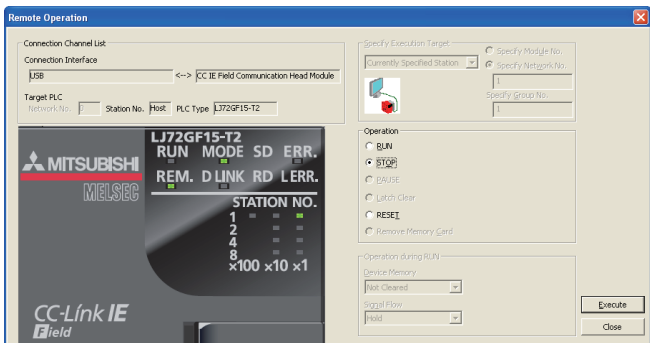 Remote Operation
Connection Channel List
Connection Interface
USB <--> CC IE Field Communication Head Module
Target PLC
Network No. 0 Station No. Host PLC Type LJ72GF15-T2
Specify Execution Target
Currently Specified Station
Specify Module No.
Specify Network No.
1
Specify Group No.
1
LJ72GF15-T2
RUN MODE SD ERR.
REM. D LINK RD L ERR.
MITSUBISHI
MELSEC
STATION NO.
1
2
4
8
×100 ×10 ×1
CC-Línk IE
Field
Operation
RUN
STOP
PAUSE
Latch Clear
RESET
Remove Memory Card
Operation during RUN
Device Memory
Not Cleared
Signal Flow
Hold
Execute
Close